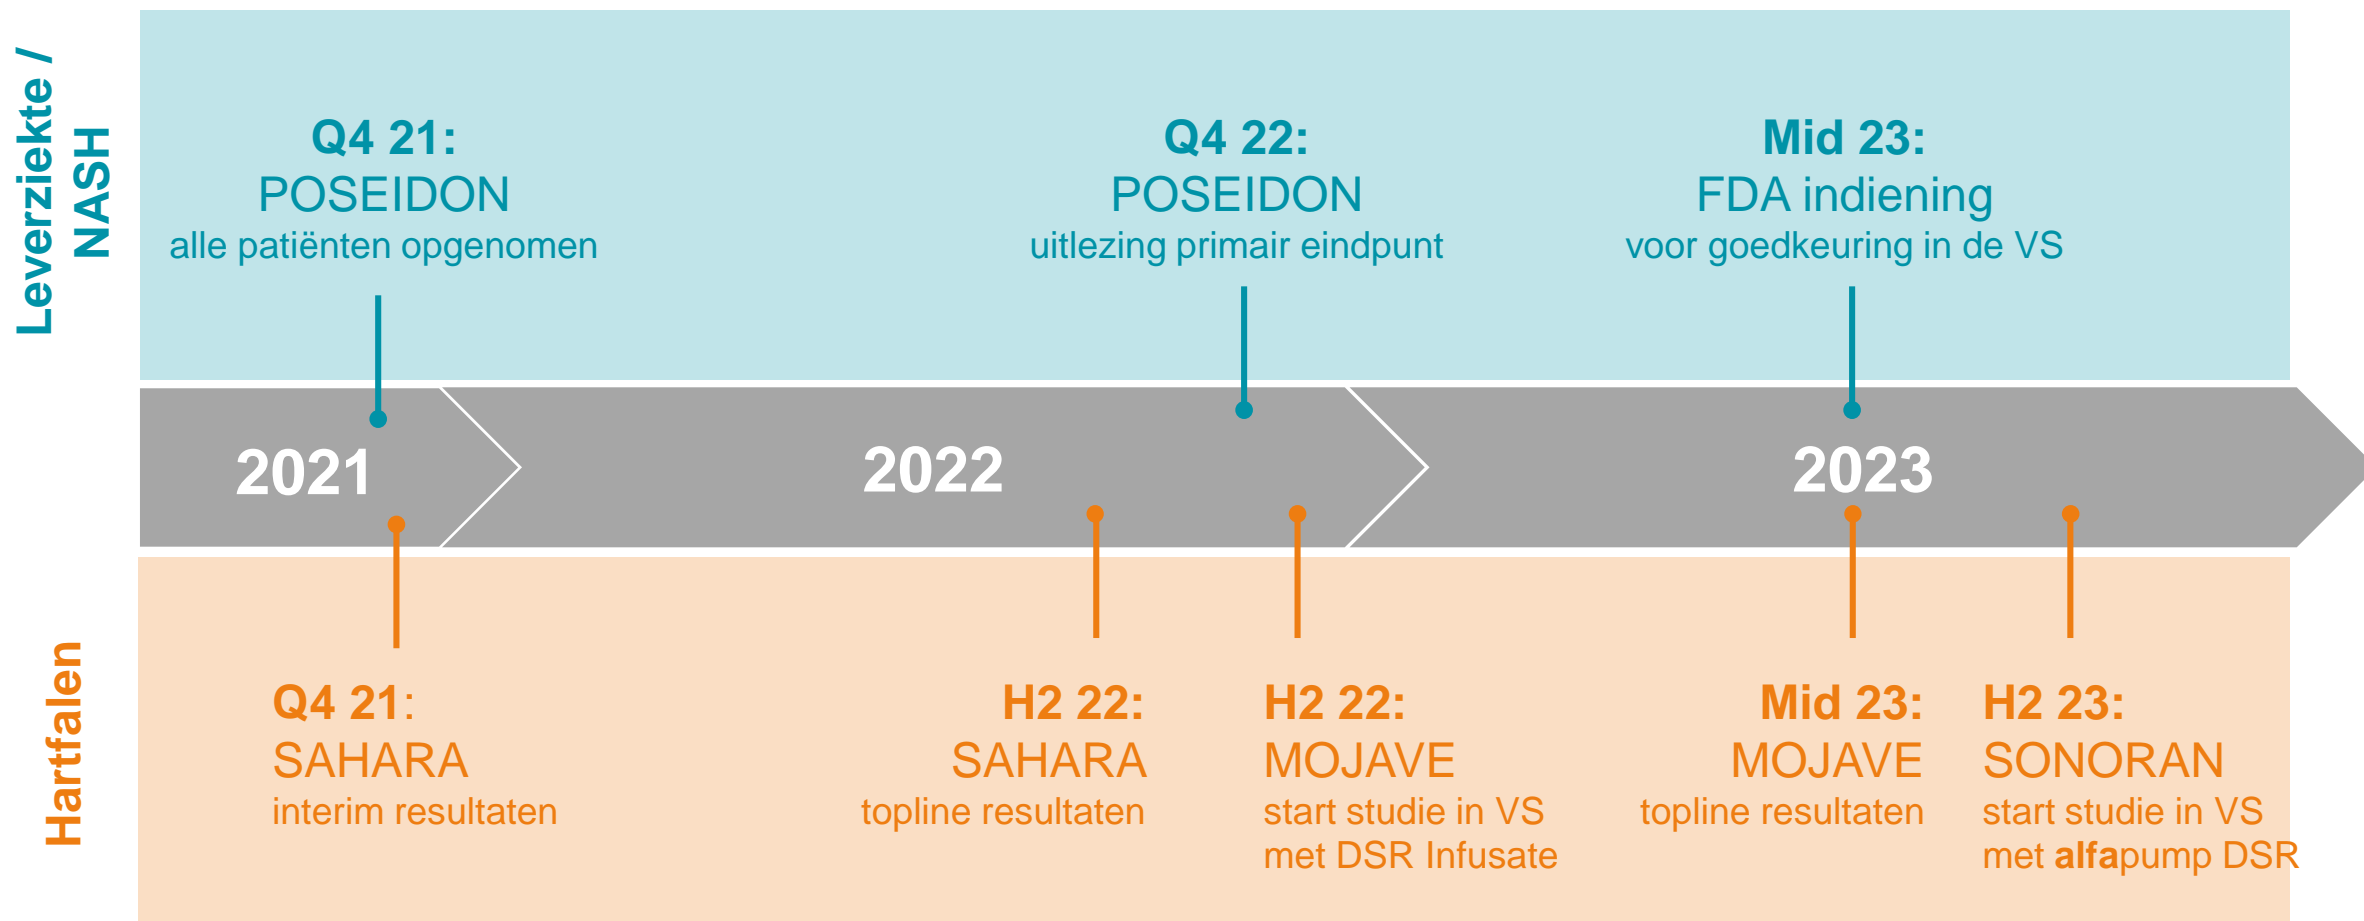 Leverziekte /
NASH
Q4 21:
POSEIDON
alle patiënten opgenomen
Q4 22:
POSEIDON
uitlezing primair eindpunt
Mid 23:
FDA indiening
voor goedkeuring in de VS
2021
2022
2023
Hartfalen
Q4 21:
SAHARA
interim resultaten
H2 22:
SAHARA
topline resultaten
H2 22:
MOJAVE
start studie in VS
met DSR Infusate
Mid 23:
MOJAVE
topline resultaten
H2 23:
SONORAN
start studie in VS
met alfapump DSR